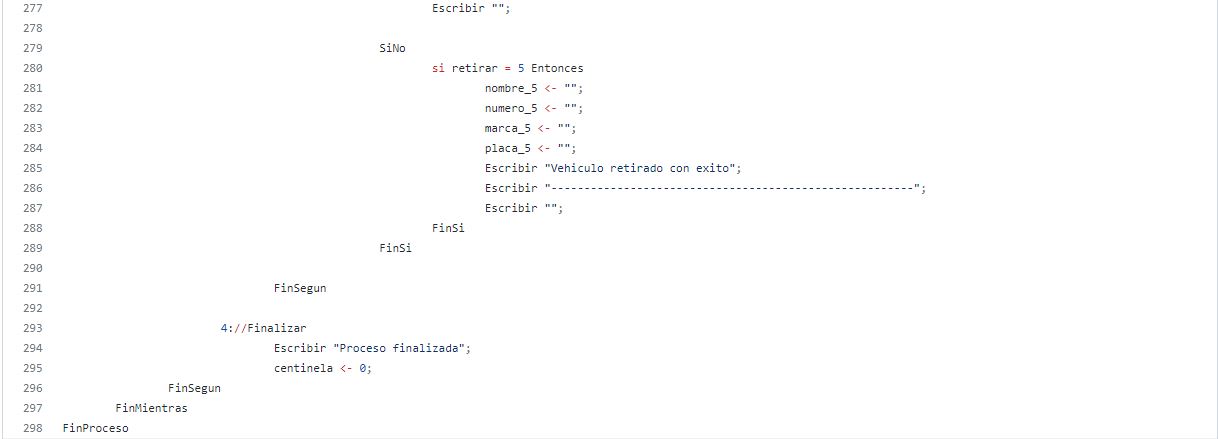 277 Escribir "";
278
279 SiNo
280 si retirar = 5 Entonces
281 nombre_5 <- "";
282 numero_5 <- "";
283 marca_5 <- "";
284 placa_5 <- "";
285 Escribir "Vehiculo retirado con exito";
286 Escribir "-------------------------------------------------------";
287 Escribir "";
288 FinSi
289 FinSi
290
291 FinSegun
292
293 4://Finalizar
294 Escribir "Proceso finalizada";
295 centinela <- 0;
296 FinSegun
297 FinMientras
298 FinProceso